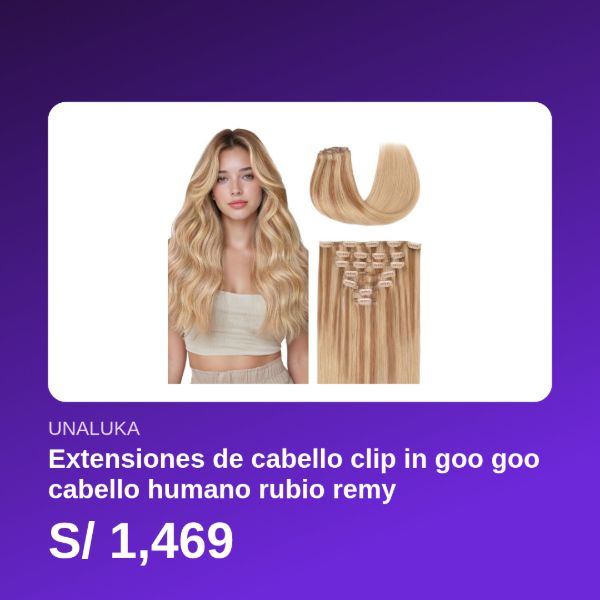 UNALUKA
Extensiones de cabello clip in goo goo
cabello humano rubio remy
S/ 1,469